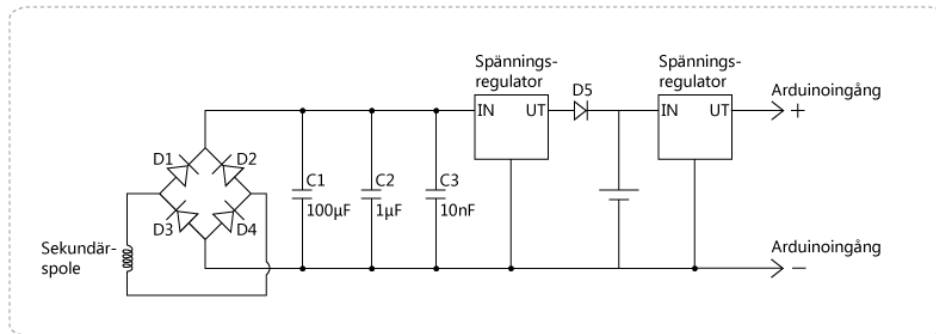 Spännings-
regulator
Spännings-
regulator
D5
Arduinoingång
IN UT
IN UT
+
D1 D2
C1
100µF
C2
1µF
C3
10nF
D3 D4
Sekundär-
spole
Arduinoingång
−